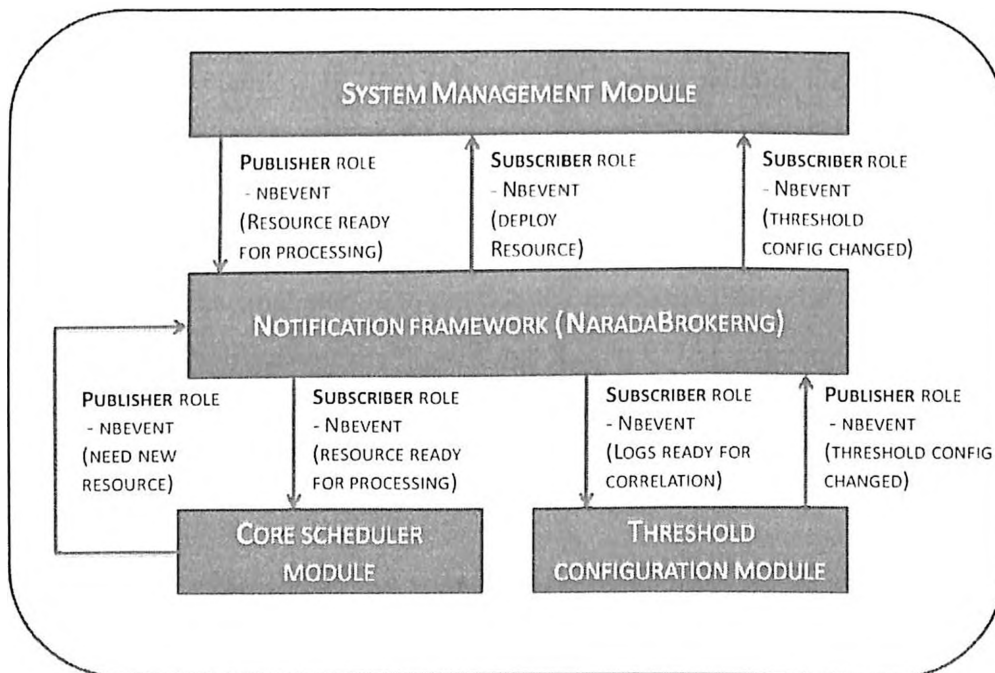 SYSTEM MANAGEMENT MODULE
PUBLISHER ROLE
- NBEVENT
(RESOURCE READY
FOR PROCESSING)
SUBSCRIBER ROLE
- NBEVENT
(DEPLOY
RESOURCE)
SUBSCRIBER ROLE
- NBEVENT
(THRESHOLD
CONFIG CHANGED)
NOTIFICATION FRAMEWORK (NARADABROKERNG)
PUBLISHER ROLE
- NBEVENT
(NEED NEW
RESOURCE)
SUBSCRIBER ROLE
- NBEVENT
(RESOURCE READY
FOR PROCESSING)
SUBSCRIBER ROLE
- NBEVENT
(LOGS READY FOR
CORRELATION)
PUBLISHER ROLE
- NBEVENT
(THRESHOLD CONFIG
CHANGED)
CORE SCHEDULER
MODULE
THRESHOLD
CONFIGURATION MODULE